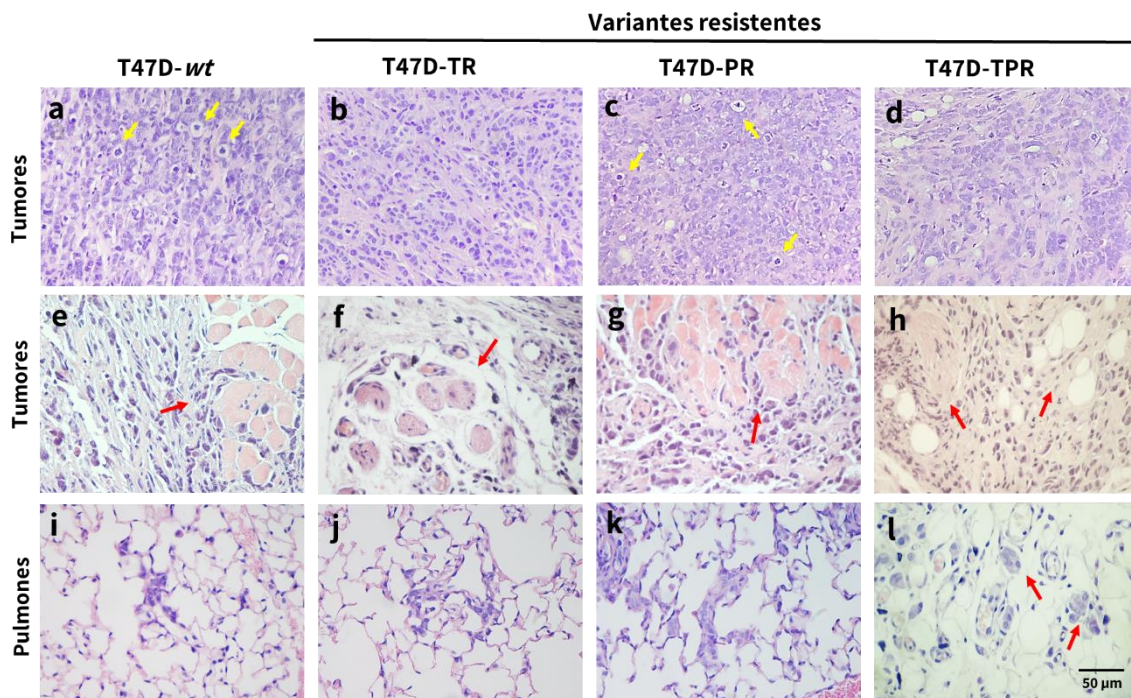 Variantes resistentes
T47D-wt T47D-TR T47D-PR T47D-TPR
Tumores
a b c d
Tumores
e f g h
Pulmones
i j k l
50 µm